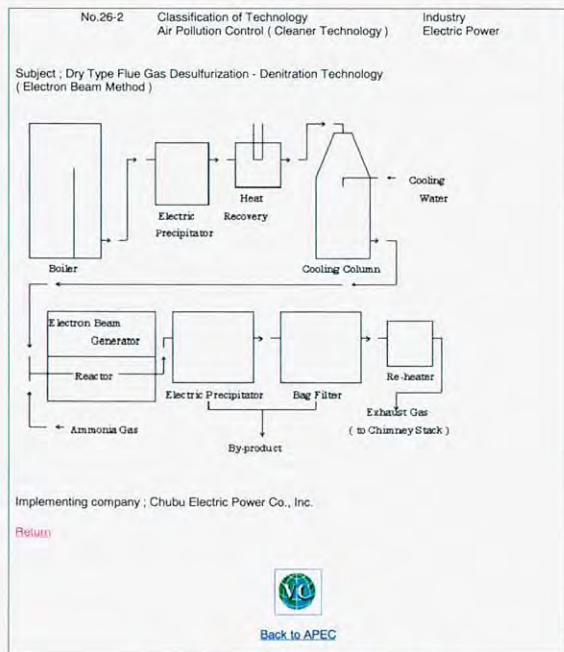 No.26-2 Classification of Technology Industry
Air Pollution Control ( Cleaner Technology ) Electric Power
Subject ; Dry Type Flue Gas Desulfurization - Denitration Technology
( Electron Beam Method )
Cooling
Water
Electric
Precipitator
Heat
Recovery
Boiler
Cooling Column
Electron Beam
Generator
Reactor
Electric Precipitator
Bag Filter
Re-heater
Ammonia Gas
Exhaust Gas
( to Chimney Stack )
By-product
Implementing company ; Chubu Electric Power Co., Inc.
Return
VC
Back to APEC